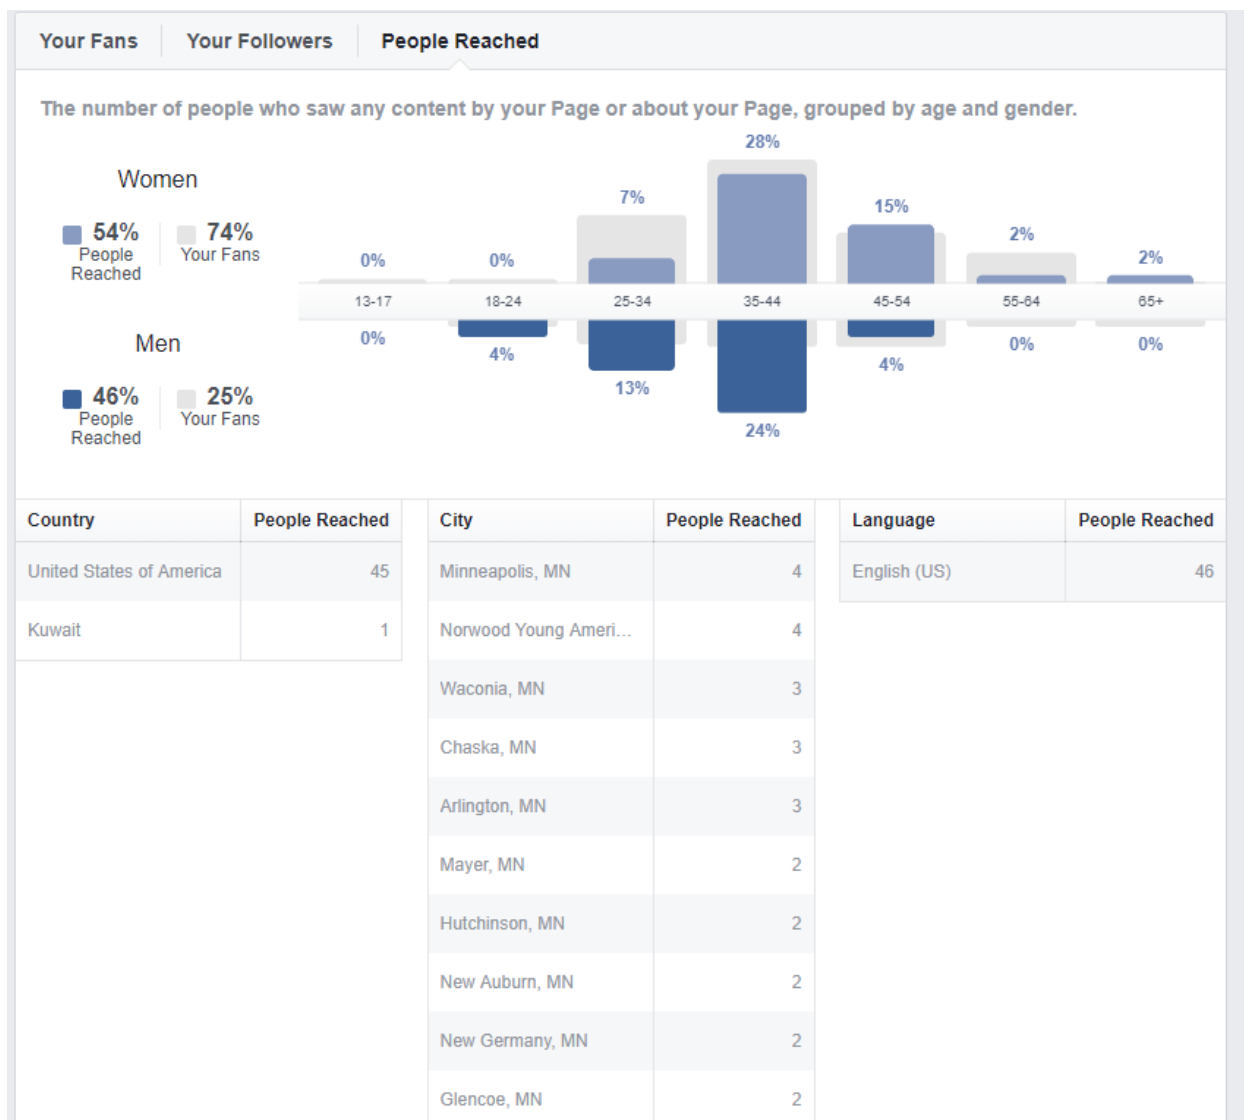 Your Fans Your Followers People Reached
The number of people who saw any content by your Page or about your Page, grouped by age and gender.
Women
54% People Reached
74% Your Fans
0% 0% 7% 28% 15% 2% 2%
13-17 18-24 25-34 35-44 45-54 55-64 65+
0% 4% 13% 24% 4% 0% 0%
Men
46% People Reached
25% Your Fans
Country People Reached
United States of America 45
Kuwait 1
City People Reached
Minneapolis, MN 4
Norwood Young Ameri... 4
Waconia, MN 3
Chaska, MN 3
Arlington, MN 3
Mayer, MN 2
Hutchinson, MN 2
New Auburn, MN 2
New Germany, MN 2
Glencoe, MN 2
Language People Reached
English (US) 46